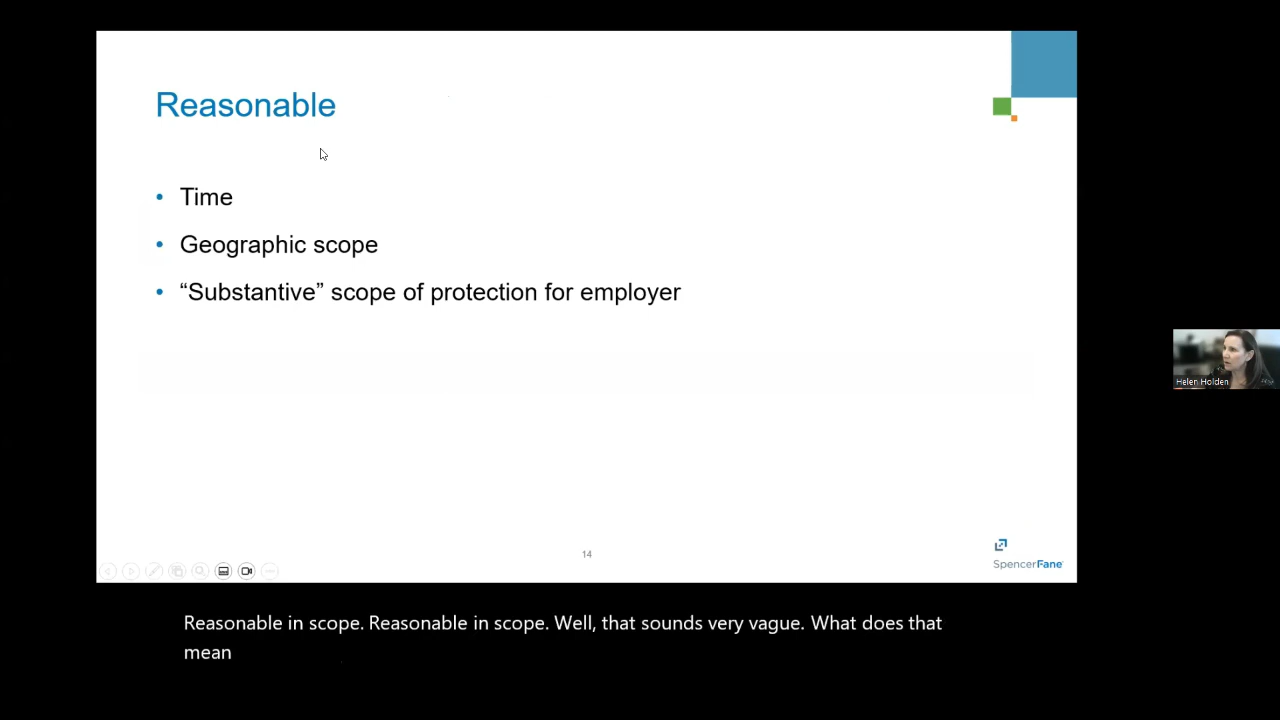 Reasonable
• Time
• Geographic scope
• “Substantive” scope of protection for employer
14
SpencerFane
Helen Holden
Reasonable in scope. Reasonable in scope. Well, that sounds very vague. What does that
mean